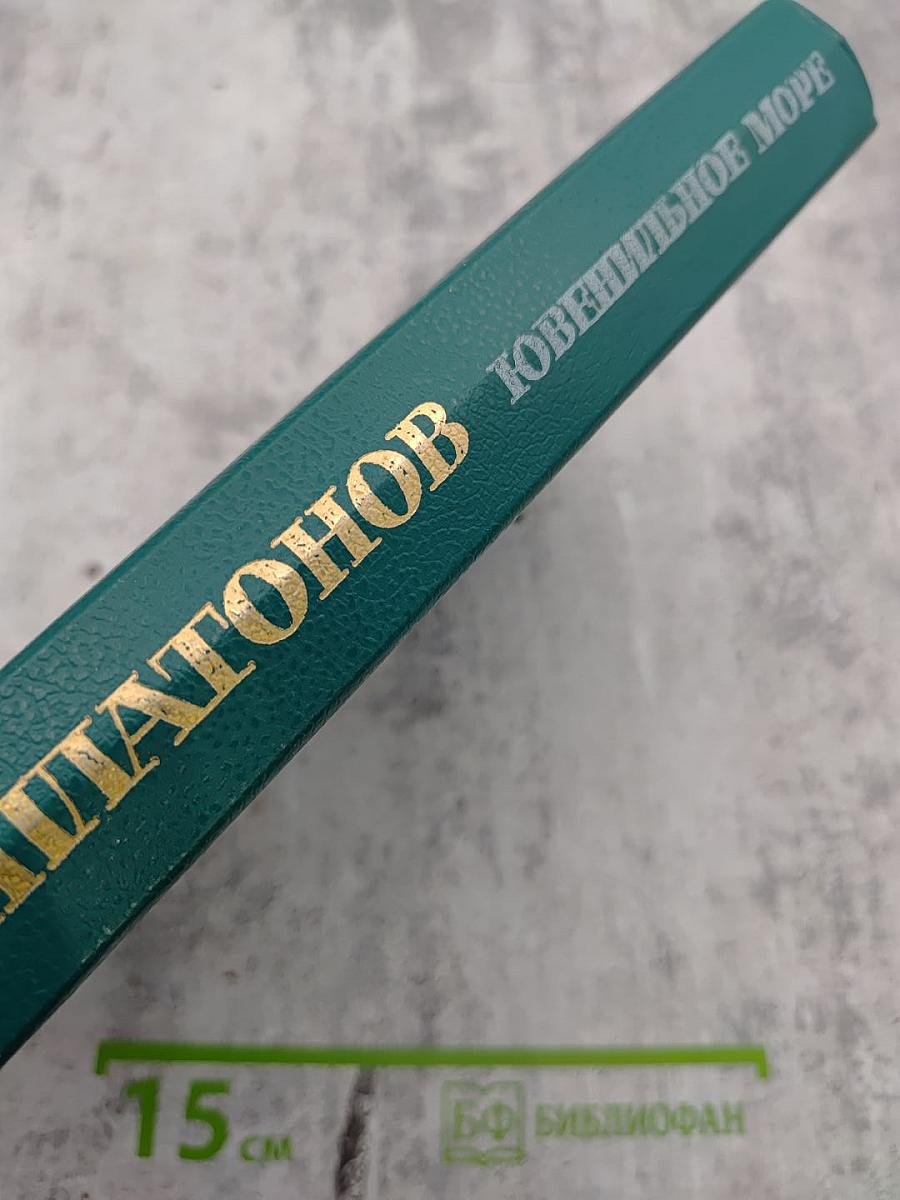 ПЛАТОНОВ ЮВЕНИЛЬНОЕ МОРЕ
15 см
БФ БИБЛИОФАН